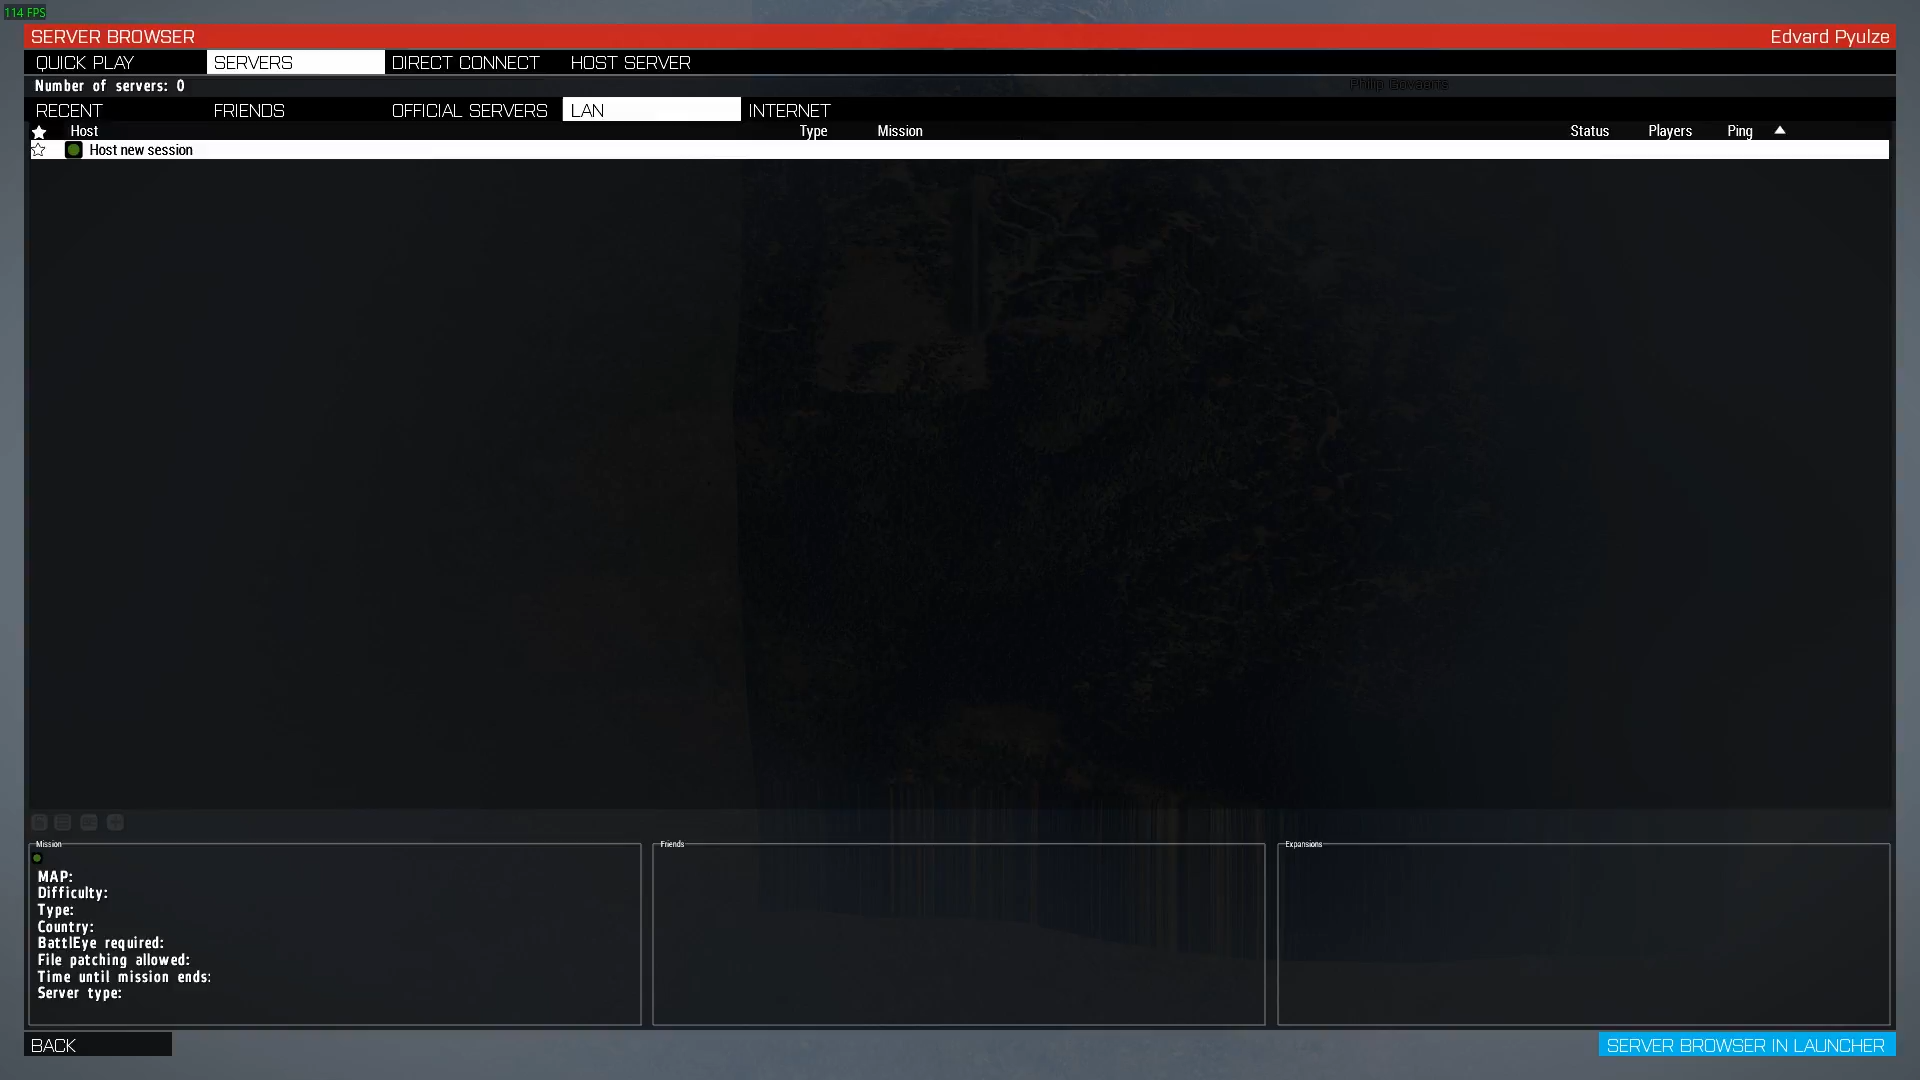 114 FPS
SERVER BROWSER
Edvard Pyulze
QUICK PLAY
SERVERS
DIRECT CONNECT
HOST SERVER
Number of servers: 0
Philip Govaerts
RECENT
FRIENDS
OFFICIAL SERVERS
LAN
INTERNET
Host
Type
Mission
Status
Players
Ping
Host new session
Mission
MAP:
Difficulty:
Type:
Country:
BattlEye required:
File patching allowed:
Time until mission ends:
Server type:
Friends
Expansions
BACK
SERVER BROWSER IN LAUNCHER